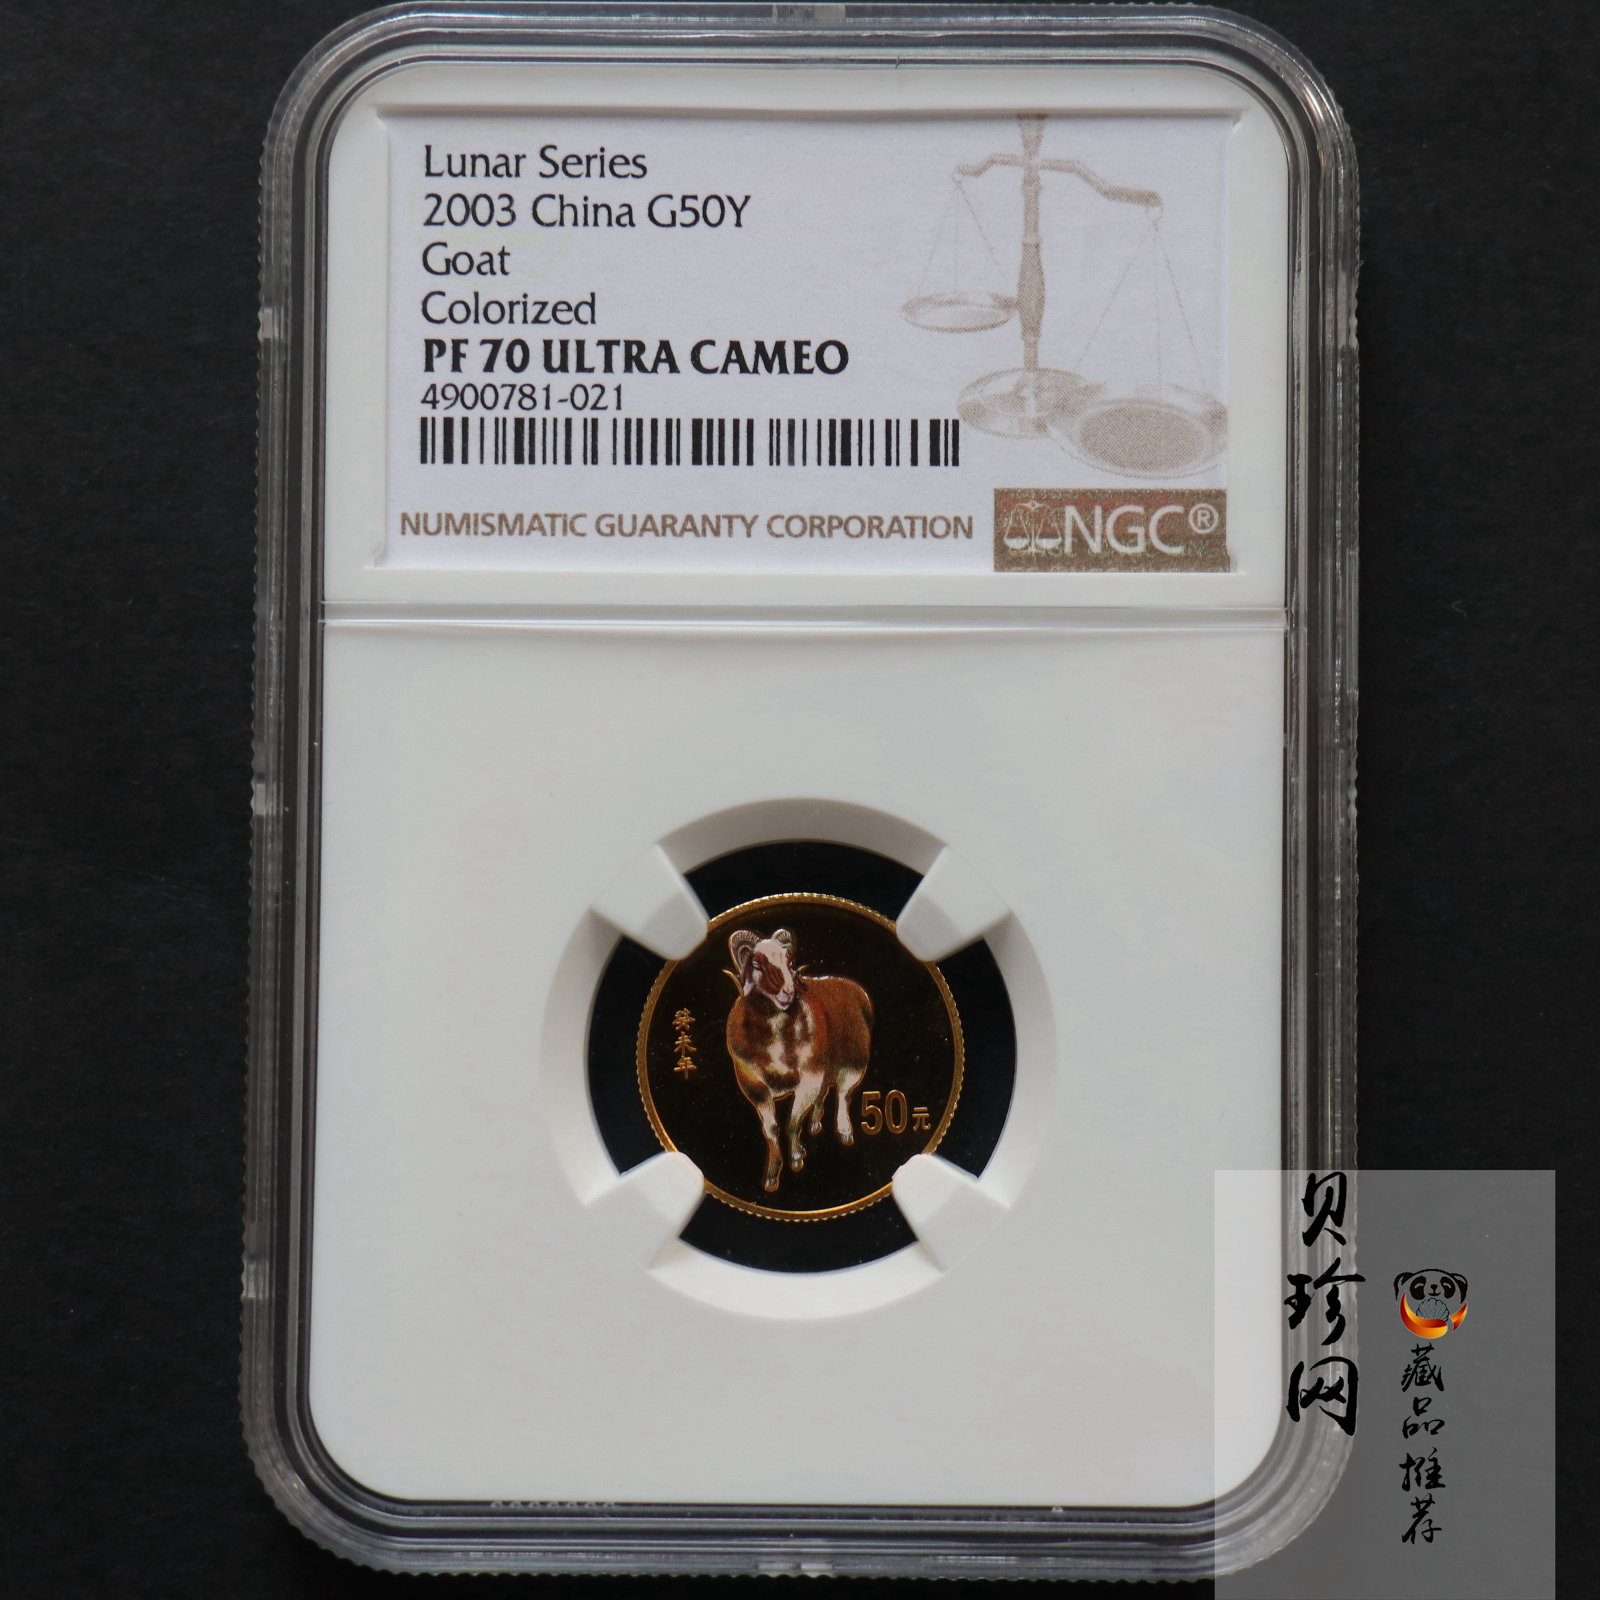 Lunar Series
2003 China G50Y
Goat
Colorized
PF 70 ULTRA CAMEO
4900781-021
NUMISMATIC GUARANTY CORPORATION
NGC®
癸未年
50元
贝珍网
藏品推荐